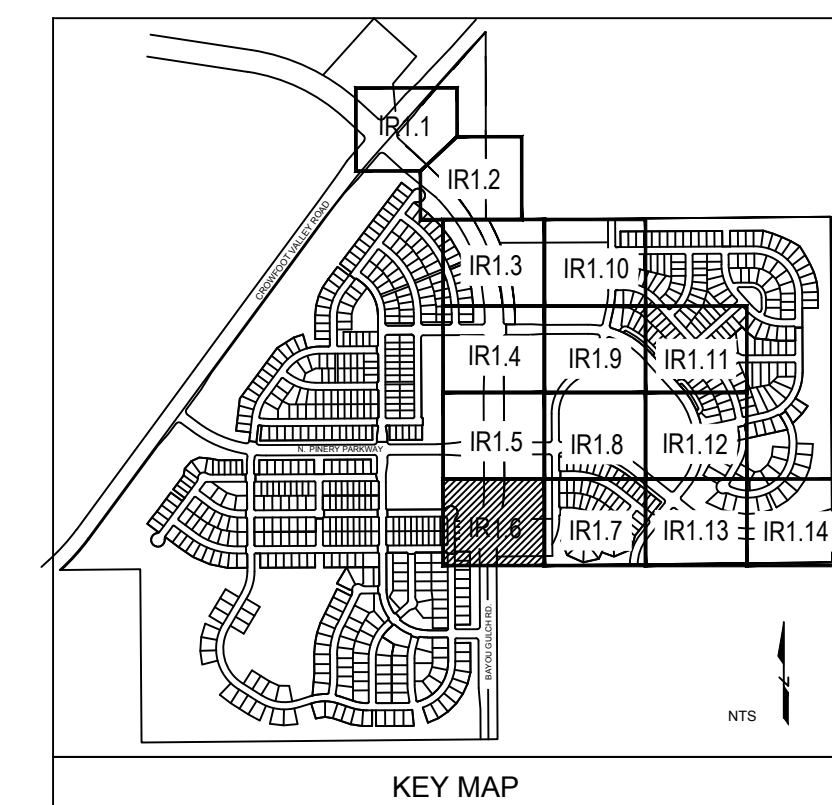 IR1.1
IR1.2
CROWFOOT VALLEY ROAD
IR1.3
IR1.10
IR1.4
IR1.9
IR1.11
N. PINERY PARKWAY
IR1.5
IR1.8
IR1.12
IR1.6
IR1.7
IR1.13
IR1.14
BAYOU GULCH RD.
NTS
N
KEY MAP